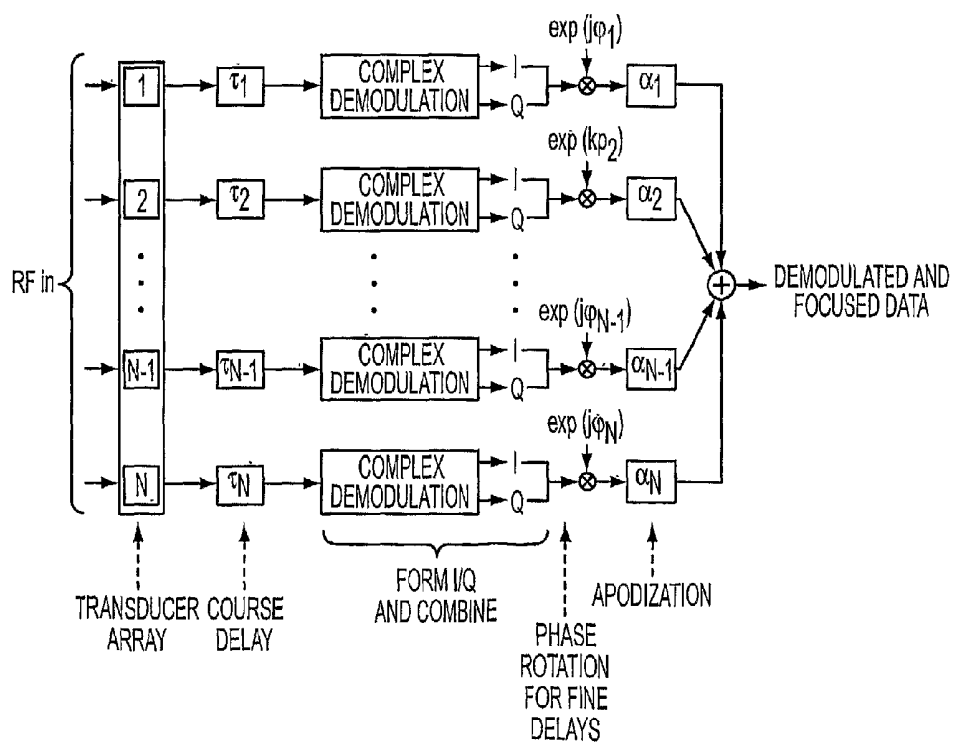 exp (jφ1)
1
τ1
COMPLEX
DEMODULATION
I
Q
α1
exp (kp2)
2
τ2
COMPLEX
DEMODULATION
I
Q
α2
RF in
DEMODULATED AND
FOCUSED DATA
exp (jφN-1)
N-1
τN-1
COMPLEX
DEMODULATION
I
Q
αN-1
exp (jφN)
N
τN
COMPLEX
DEMODULATION
I
Q
αN
TRANSDUCER
ARRAY
COURSE
DELAY
FORM I/Q
AND COMBINE
PHASE
ROTATION
FOR FINE
DELAYS
APODIZATION